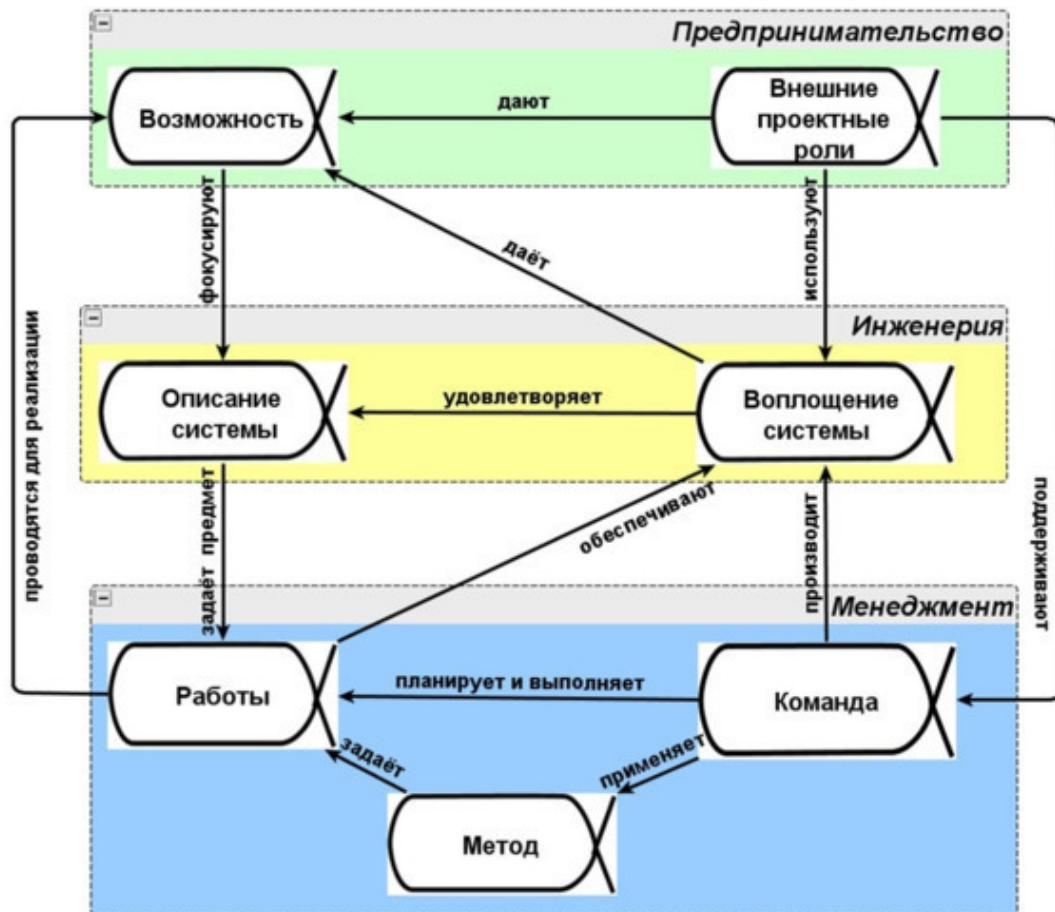 Предпринимательство
Возможность
дают
Внешние
проектные
роли
фокусируют
даёт
используют
проводятся для реализации
Инженерия
Описание
системы
удовлетворяет
Воплощение
системы
задаёт предмет
обеспечивают
производит
поддерживают
Менеджмент
Работы
планирует и выполняет
Команда
задаёт
применяет
Метод